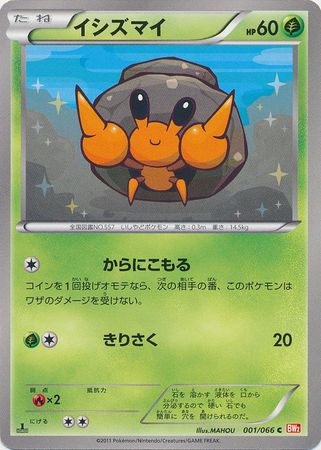 たね
イシズマイ
HP60
全国図鑑NO.557 いしやどポケモン 高さ:0.3m 重さ:14.5kg
からにこもる
コインを1回投げオモテなら、次の相手の番、このポケモンは
ワザのダメージを受けない。
きりさく 20
弱点 ×2 抵抗力
にげる
石を溶かす液体を口から
分泌するので硬い石でも
簡単に穴を開けられるのだ。
Illus. MAHOU 001/066 C BW2
©2011 Pokémon/Nintendo/Creatures/GAME FREAK.